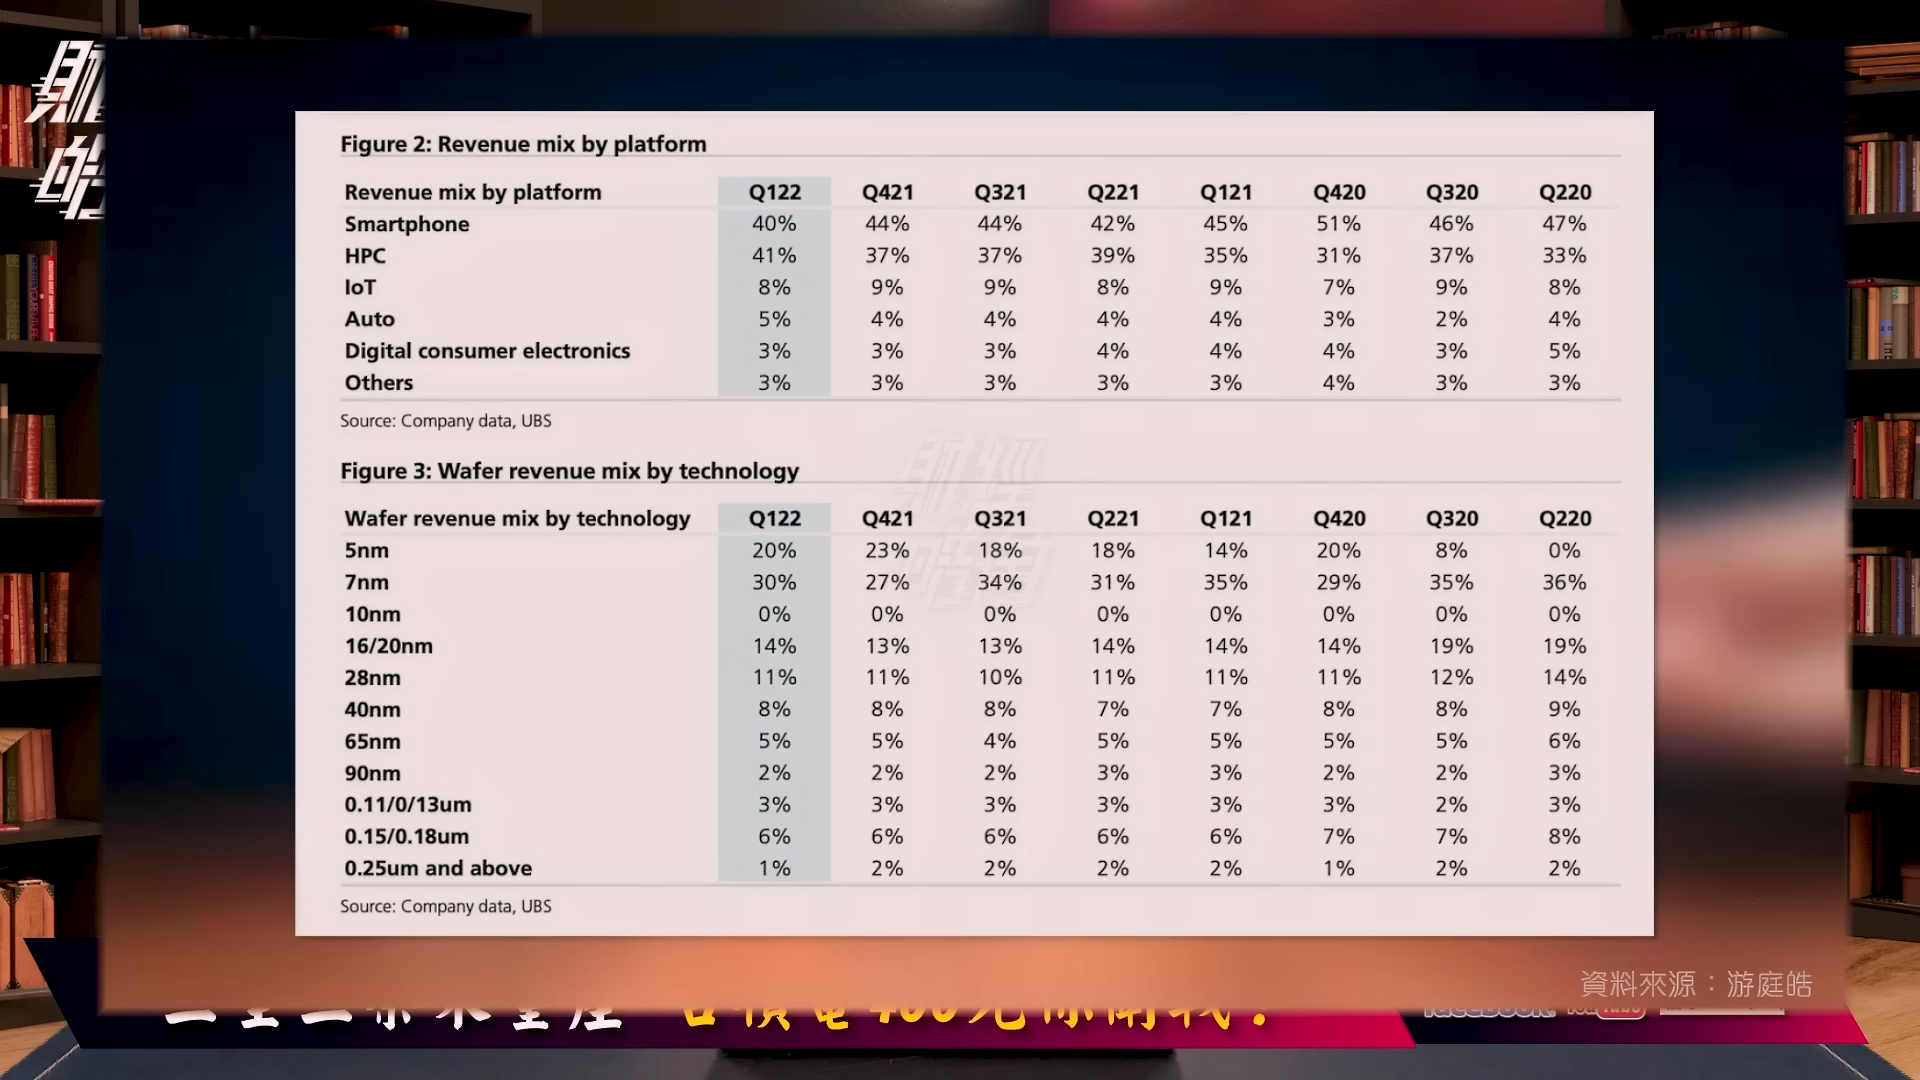 Figure 2: Revenue mix by platform
Revenue mix by platform Q122 Q421 Q321 Q221 Q121 Q420 Q320 Q220
Smartphone 40% 44% 44% 42% 45% 51% 46% 47%
HPC 41% 37% 37% 39% 35% 31% 37% 33%
IoT 8% 9% 9% 8% 9% 7% 9% 8%
Auto 5% 4% 4% 4% 4% 3% 2% 4%
Digital consumer electronics 3% 3% 3% 4% 4% 4% 3% 5%
Others 3% 3% 3% 3% 3% 4% 3% 3%
Source: Company data, UBS
Figure 3: Wafer revenue mix by technology
Wafer revenue mix by technology Q122 Q421 Q321 Q221 Q121 Q420 Q320 Q220
5nm 20% 23% 18% 18% 14% 20% 8% 0%
7nm 30% 27% 34% 31% 35% 29% 35% 36%
10nm 0% 0% 0% 0% 0% 0% 0% 0%
16/20nm 14% 13% 13% 14% 14% 14% 19% 19%
28nm 11% 11% 10% 11% 11% 11% 12% 14%
40nm 8% 8% 8% 7% 7% 8% 8% 9%
65nm 5% 5% 4% 5% 5% 5% 5% 6%
90nm 2% 2% 2% 3% 3% 2% 2% 3%
0.11/0/13um 3% 3% 3% 3% 3% 3% 2% 3%
0.15/0.18um 6% 6% 6% 6% 6% 7% 7% 8%
0.25um and above 1% 2% 2% 2% 2% 1% 2% 2%
Source: Company data, UBS
資料來源：游庭皓